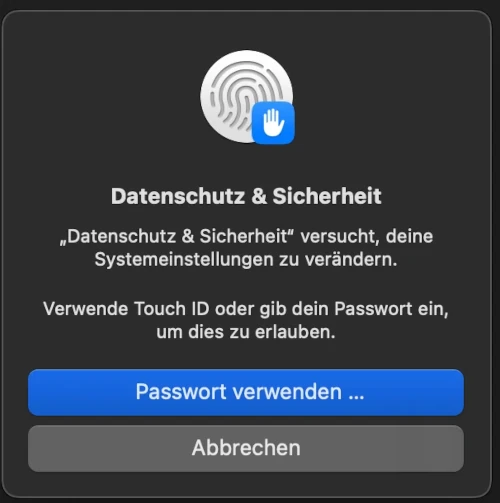 Datenschutz & Sicherheit
„Datenschutz & Sicherheit“ versucht, deine
Systemeinstellungen zu verändern.
Verwende Touch ID oder gib dein Passwort ein,
um dies zu erlauben.
Passwort verwenden ...
Abbrechen